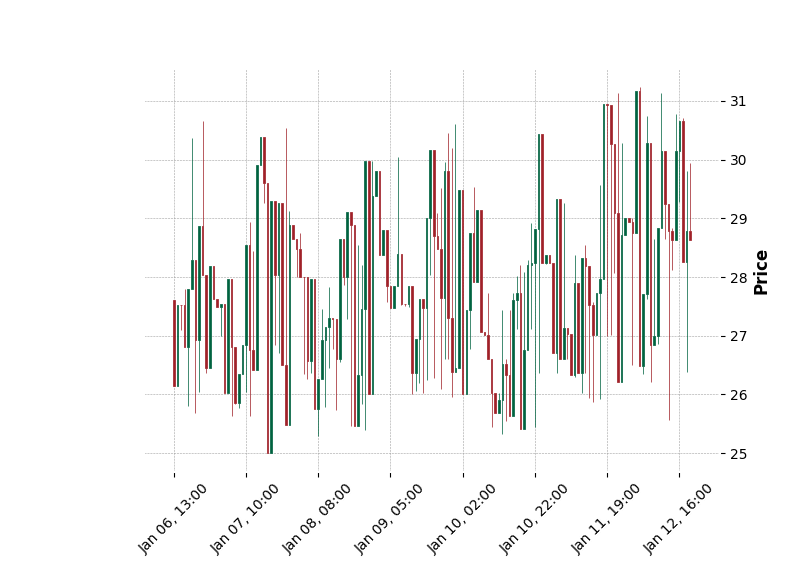 31
30
29
28
27
26
25
Price
Jan 06, 13:00
Jan 07, 10:00
Jan 08, 08:00
Jan 09, 05:00
Jan 10, 02:00
Jan 10, 22:00
Jan 11, 19:00
Jan 12, 16:00